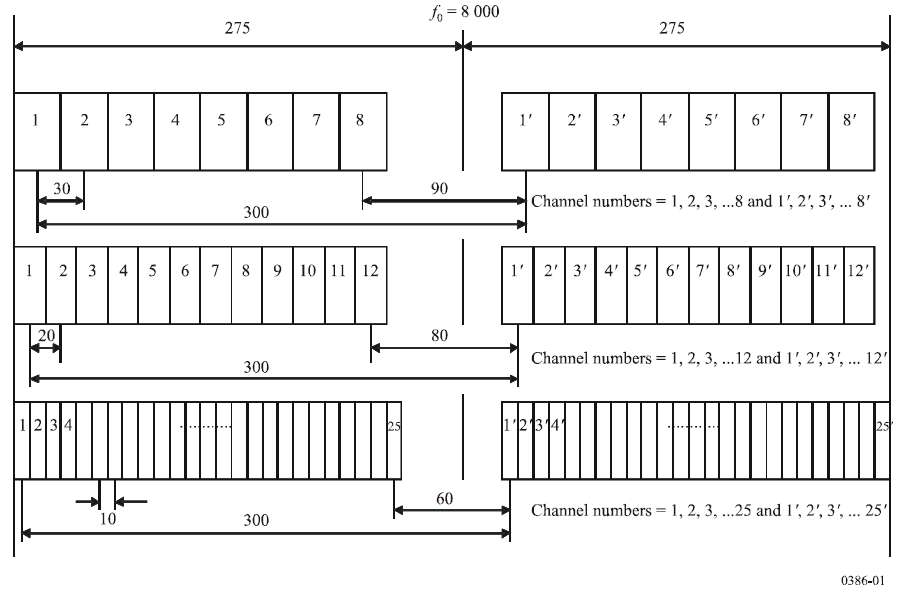 f0 = 8 000
275 275
1 2 3 4 5 6 7 8 1′ 2′ 3′ 4′ 5′ 6′ 7′ 8′
30 90
Channel numbers = 1, 2, 3, ...8 and 1′, 2′, 3′, ... 8′
300
1 2 3 4 5 6 7 8 9 10 11 12 1′ 2′ 3′ 4′ 5′ 6′ 7′ 8′ 9′ 10′ 11′ 12′
20 80
Channel numbers = 1, 2, 3, ...12 and 1′, 2′, 3′, ... 12′
300
1 2 3 4 .............. 25 1′ 2′ 3′ 4′ .............. 25′
10 60
Channel numbers = 1, 2, 3, ...25 and 1′, 2′, 3′, ... 25′
300
0386-01